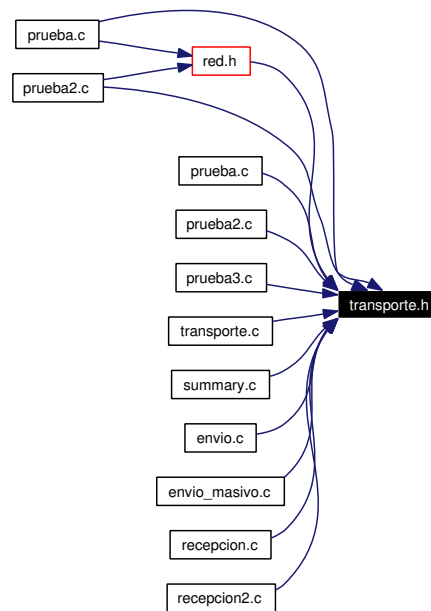 prueba.c
red.h
prueba2.c
prueba.c
prueba2.c
prueba3.c
transporte.h
transporte.c
summary.c
envio.c
envio_masivo.c
recepcion.c
recepcion2.c